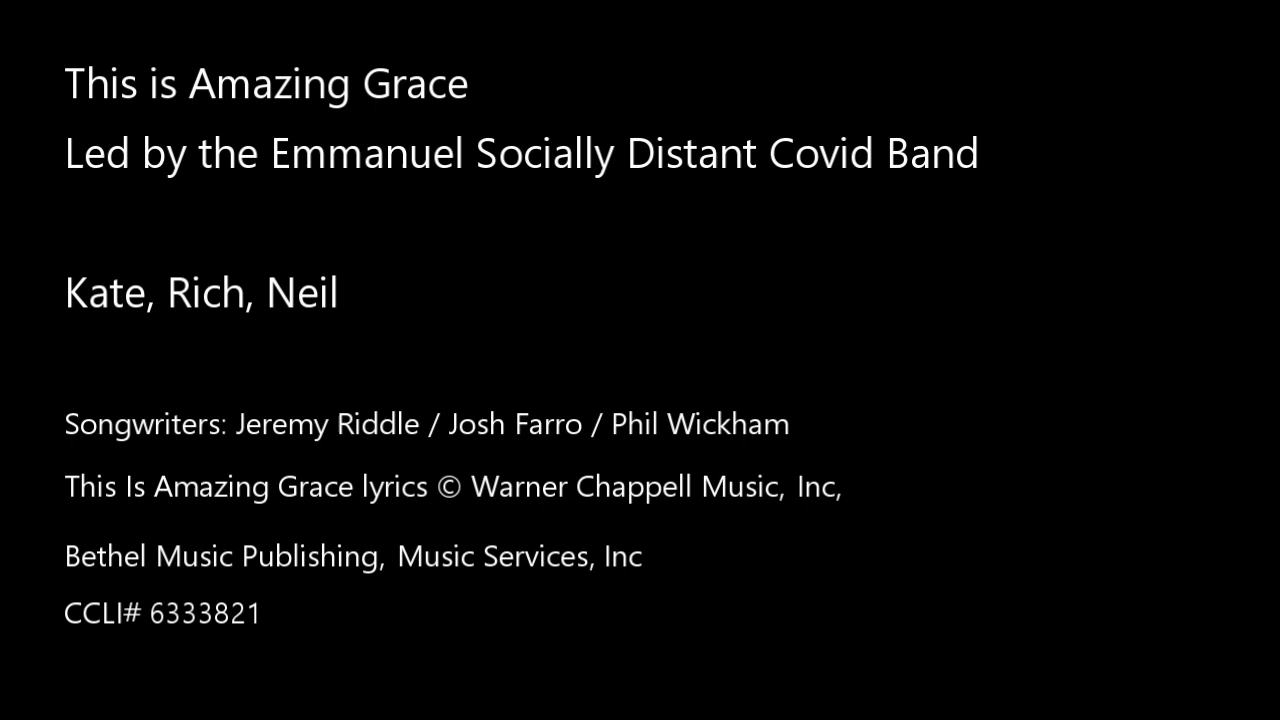 This is Amazing Grace
Led by the Emmanuel Socially Distant Covid Band
Kate, Rich, Neil
Songwriters: Jeremy Riddle / Josh Farro / Phil Wickham
This Is Amazing Grace lyrics © Warner Chappell Music, Inc,
Bethel Music Publishing, Music Services, Inc
CCLI# 6333821